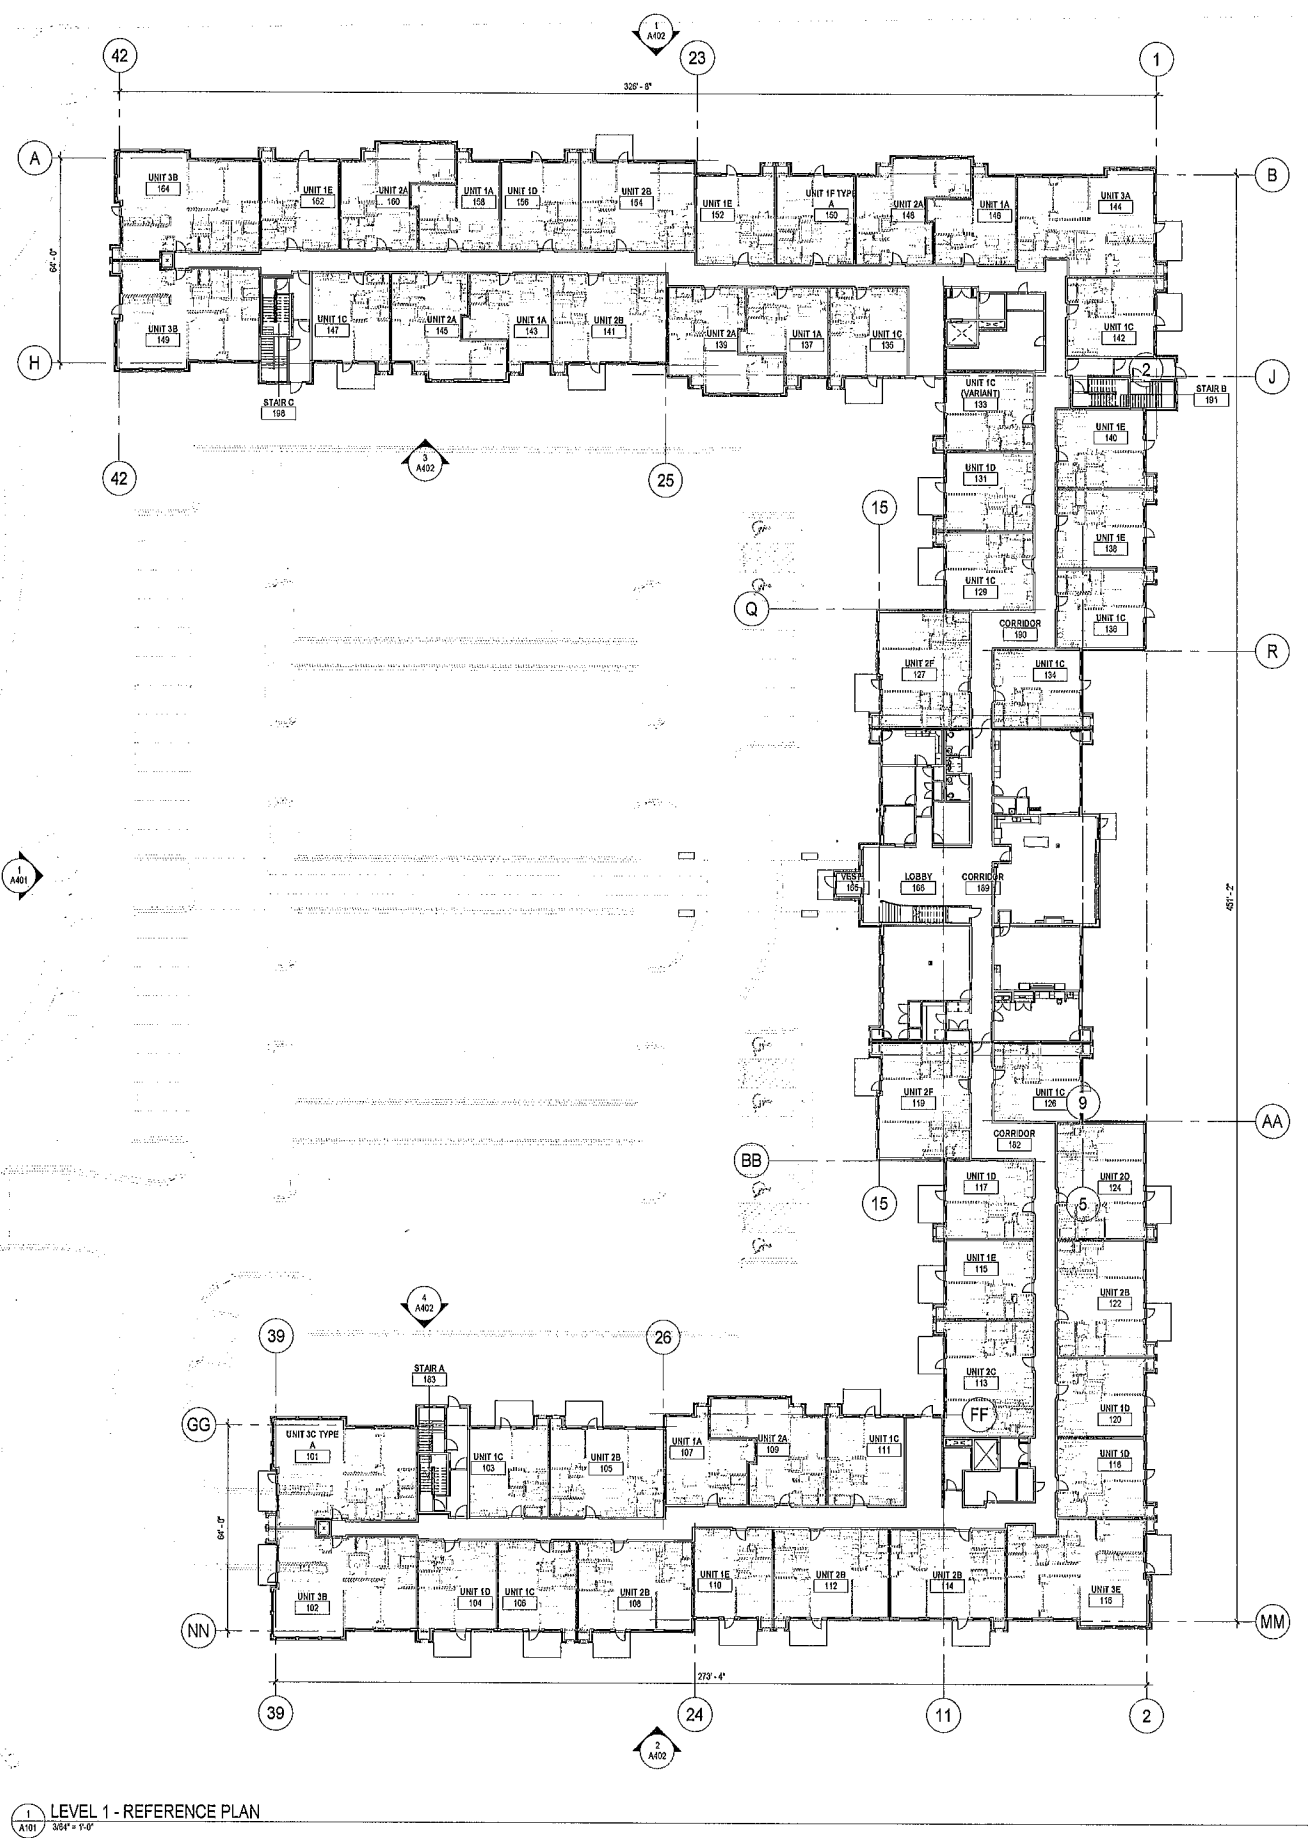 1
A402
42
23
1
326' - 8"
A
B
UNIT 3B
164
UNIT 1E
162
UNIT 2A
160
UNIT 1A
158
UNIT 1D
156
UNIT 2B
154
UNIT 1E
152
UNIT 1F TYPE
A
150
UNIT 2A
148
UNIT 1A
146
UNIT 3A
144
64' - 0"
UNIT 3B
149
UNIT 1C
147
UNIT 2A
145
UNIT 1A
143
UNIT 2B
141
UNIT 2A
139
UNIT 1A
137
UNIT 1C
135
UNIT 1C
142
H
J
2
STAIR C
198
UNIT 1C
(VARIANT)
133
STAIR B
191
UNIT 1E
140
3
A402
42
25
UNIT 1D
131
15
UNIT 1E
138
UNIT 1C
129
Q
UNIT 1C
136
CORRIDOR
190
R
UNIT 2F
127
UNIT 1C
134
1
A401
VEST
165
LOBBY
166
CORRIDOR
189
451' - 2"
UNIT 2F
119
UNIT 1C
126
9
AA
CORRIDOR
182
BB
UNIT 1D
117
UNIT 2D
124
15
5
UNIT 1E
115
UNIT 2B
122
4
A402
39
26
STAIR A
183
UNIT 2C
113
FF
UNIT 1D
120
GG
UNIT 3C TYPE
A
101
UNIT 1C
103
UNIT 2B
105
UNIT 1A
107
UNIT 2A
109
UNIT 1C
111
UNIT 1D
118
64' - 0"
UNIT 3B
102
UNIT 1D
104
UNIT 1C
106
UNIT 2B
108
UNIT 1E
110
UNIT 2B
112
UNIT 2B
114
UNIT 3E
116
NN
MM
273' - 4"
39
24
11
2
2
A402
1
A101
LEVEL 1 - REFERENCE PLAN
3/64" = 1'-0"